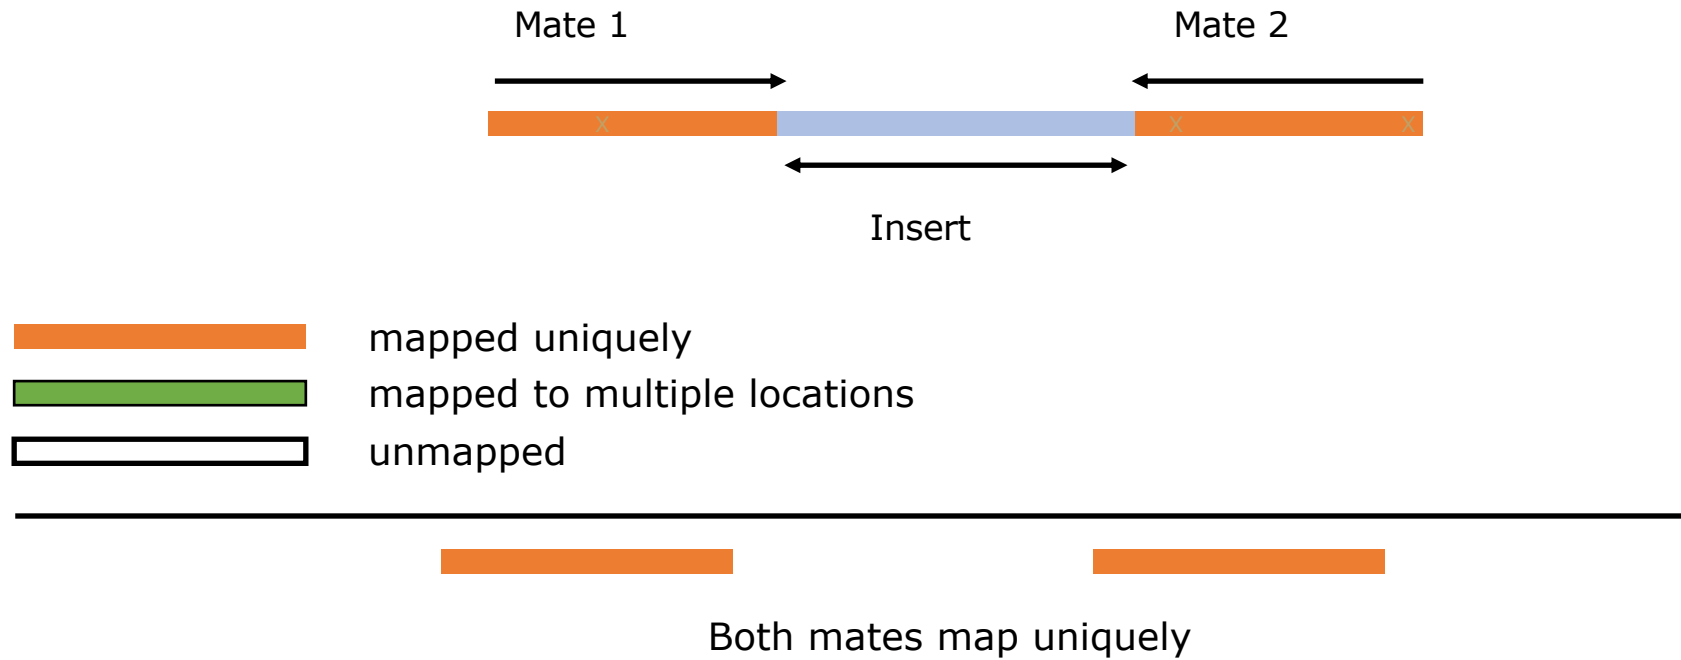 Mate 1
Mate 2
x
x
x
Insert
mapped uniquely
mapped to multiple locations
unmapped
Both mates map uniquely